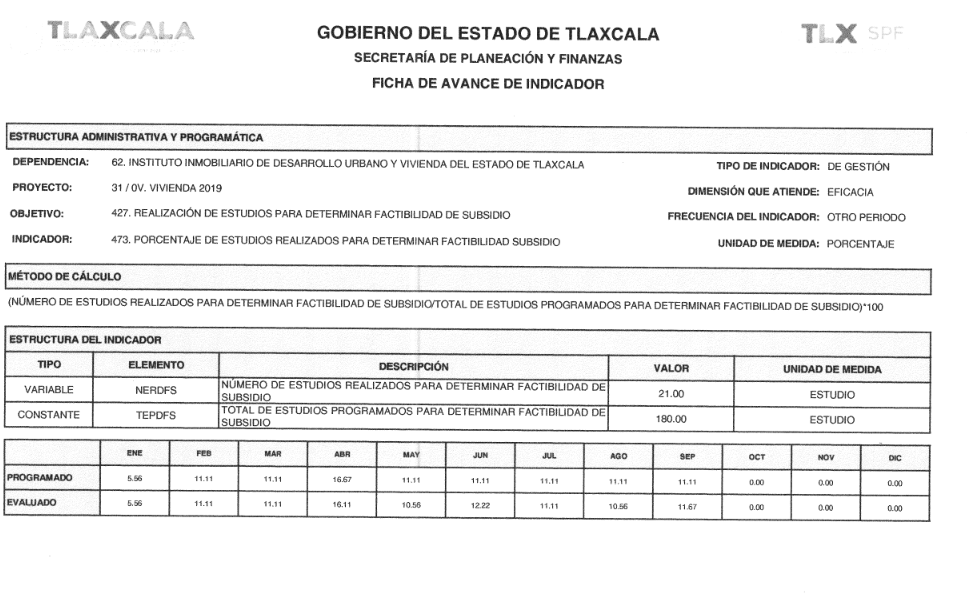 TLAXCALA
GOBIERNO DEL ESTADO DE TLAXCALA
TLX SPF
SECRETARÍA DE PLANEACIÓN Y FINANZAS
FICHA DE AVANCE DE INDICADOR
ESTRUCTURA ADMINISTRATIVA Y PROGRAMÁTICA
DEPENDENCIA: 62. INSTITUTO INMOBILIARIO DE DESARROLLO URBANO Y VIVIENDA DEL ESTADO DE TLAXCALA TIPO DE INDICADOR: DE GESTIÓN
PROYECTO: 31 / 0V. VIVIENDA 2019 DIMENSIÓN QUE ATIENDE: EFICACIA
OBJETIVO: 427. REALIZACIÓN DE ESTUDIOS PARA DETERMINAR FACTIBILIDAD DE SUBSIDIO FRECUENCIA DEL INDICADOR: OTRO PERIODO
INDICADOR: 473. PORCENTAJE DE ESTUDIOS REALIZADOS PARA DETERMINAR FACTIBILIDAD SUBSIDIO UNIDAD DE MEDIDA: PORCENTAJE
MÉTODO DE CÁLCULO
(NÚMERO DE ESTUDIOS REALIZADOS PARA DETERMINAR FACTIBILIDAD DE SUBSIDIO/TOTAL DE ESTUDIOS PROGRAMADOS PARA DETERMINAR FACTIBILIDAD DE SUBSIDIO)*100
ESTRUCTURA DEL INDICADOR
TIPO ELEMENTO DESCRIPCIÓN VALOR UNIDAD DE MEDIDA
VARIABLE NERDFS NÚMERO DE ESTUDIOS REALIZADOS PARA DETERMINAR FACTIBILIDAD DE SUBSIDIO 21.00 ESTUDIO
CONSTANTE TEPDFS TOTAL DE ESTUDIOS PROGRAMADOS PARA DETERMINAR FACTIBILIDAD DE SUBSIDIO 180.00 ESTUDIO
ENE FEB MAR ABR MAY JUN JUL AGO SEP OCT NOV DIC
PROGRAMADO 5.56 11.11 11.11 16.67 11.11 11.11 11.11 11.11 11.11 0.00 0.00 0.00
EVALUADO 5.56 11.11 11.11 16.11 10.56 12.22 11.11 10.56 11.67 0.00 0.00 0.00